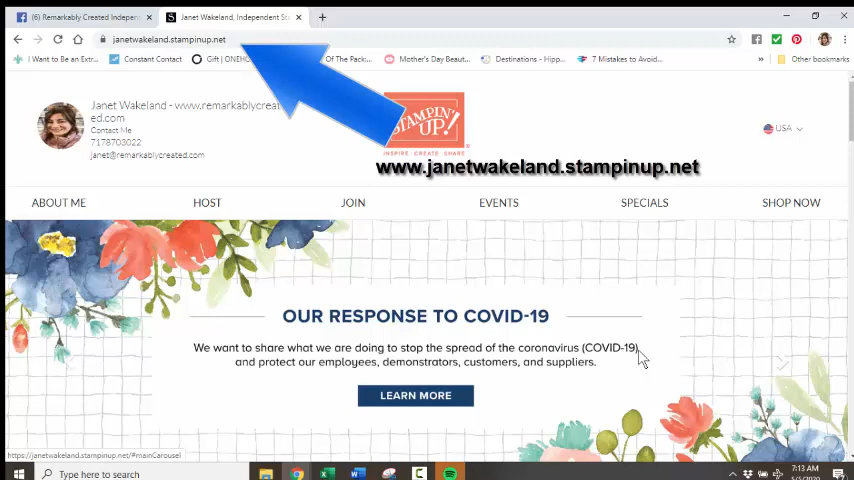 (6) Remarkably Created Indepen
Janet Wakeland, Independent St
janetwakeland.stampinup.net
I Want to Be an Extr...
Constant Contact
Gift | ONEHO
Of The Pack...
Mother's Day Beaut...
Destinations - Hipp...
7 Mistakes to Avoid...
Other bookmarks
Janet Wakeland - www.remarkablycreat
ed.com
Contact Me
7178703022
janet@remarkablycreated.com
STAMPIN' UP!
INSPIRE. CREATE. SHARE.
USA
www.janetwakeland.stampinup.net
ABOUT ME
HOST
JOIN
EVENTS
SPECIALS
SHOP NOW
OUR RESPONSE TO COVID-19
We want to share what we are doing to stop the spread of the coronavirus (COVID-19)
and protect our employees, demonstrators, customers, and suppliers.
LEARN MORE
https://janetwakeland.stampinup.net/#mainCarousel
Type here to search
7:13 AM
5/5/2020